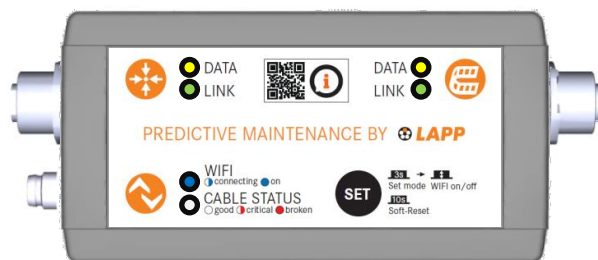 DATA
LINK
i
DATA
LINK
PREDICTIVE MAINTENANCE BY LAPP
WIFI
connecting on
CABLE STATUS
good critical broken
SET
3s
Set mode WIFI on/off
10s
Soft-Reset